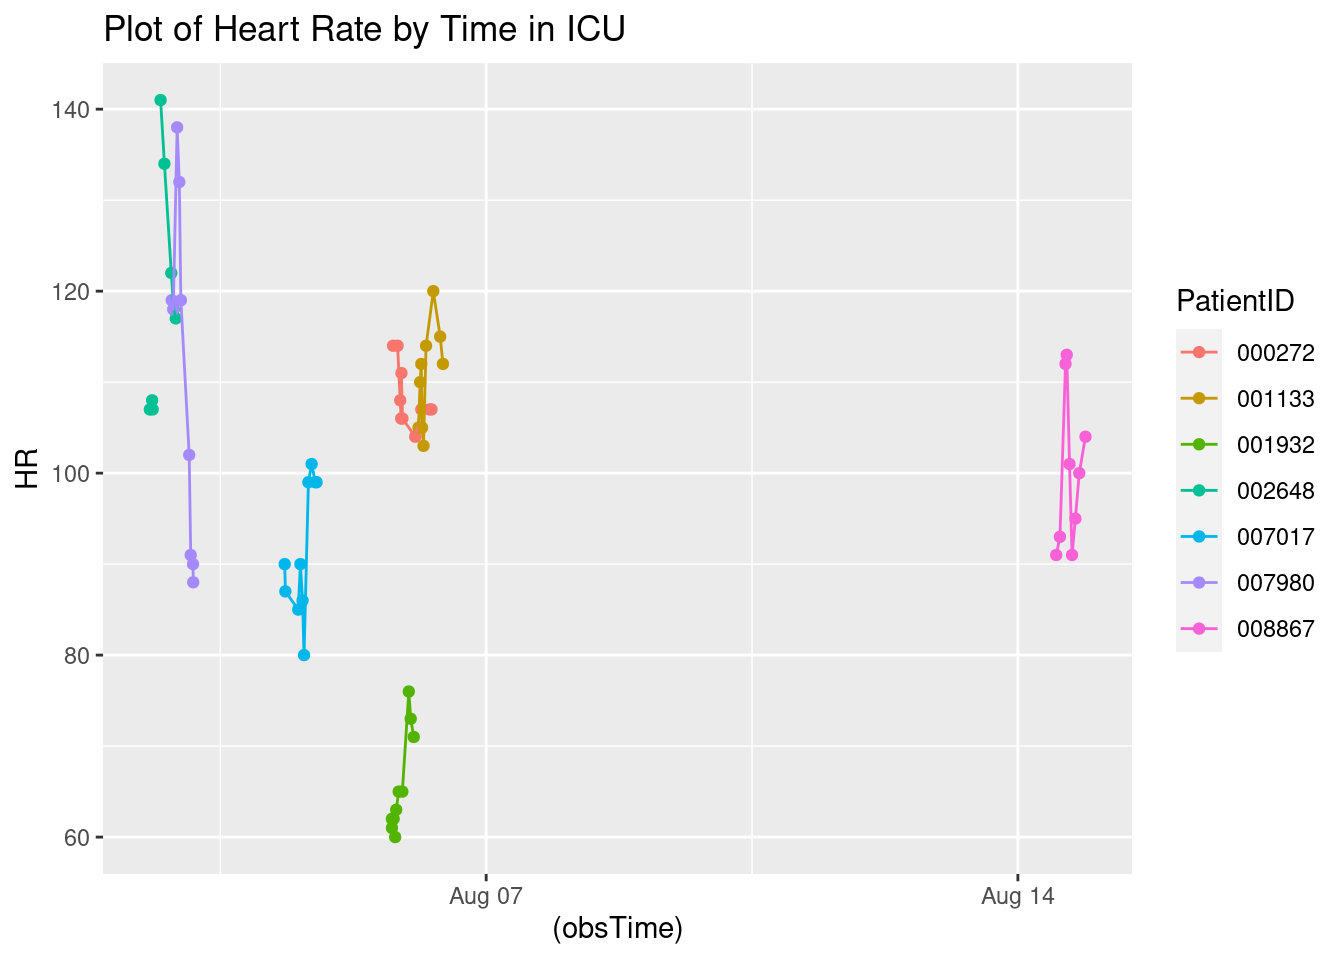 Plot of Heart Rate by Time in ICU
HR
140
120
100
80
60
Aug 07
Aug 14
(obsTime)
PatientID
000272
001133
001932
002648
007017
007980
008867